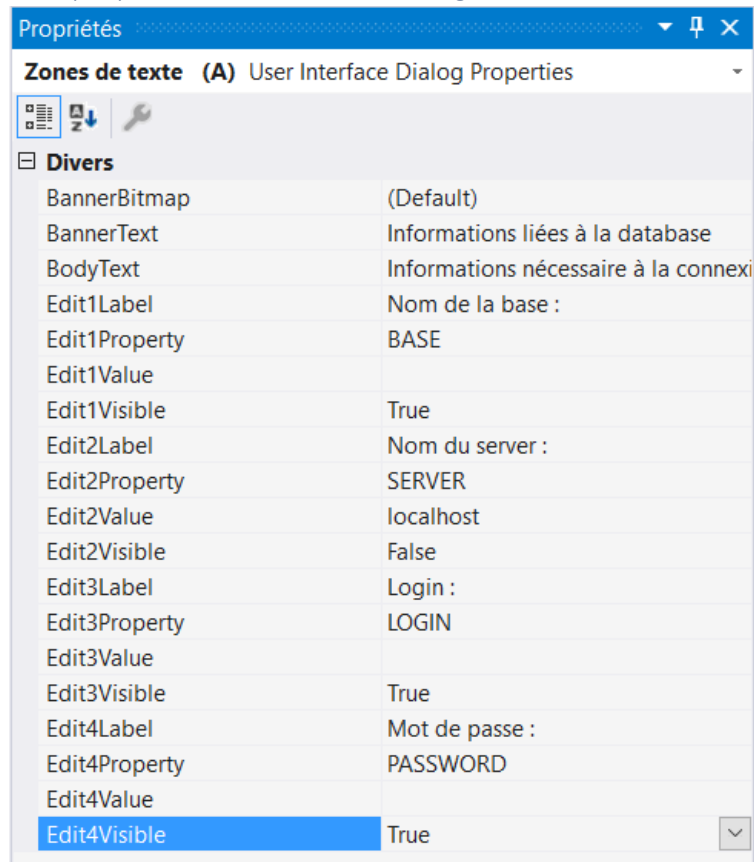 Propriétés
Zones de texte (A) User Interface Dialog Properties
Divers
BannerBitmap (Default)
BannerText Informations liées à la database
BodyText Informations nécessaire à la connexi
Edit1Label Nom de la base :
Edit1Property BASE
Edit1Value
Edit1Visible True
Edit2Label Nom du server :
Edit2Property SERVER
Edit2Value localhost
Edit2Visible False
Edit3Label Login :
Edit3Property LOGIN
Edit3Value
Edit3Visible True
Edit4Label Mot de passe :
Edit4Property PASSWORD
Edit4Value
Edit4Visible True